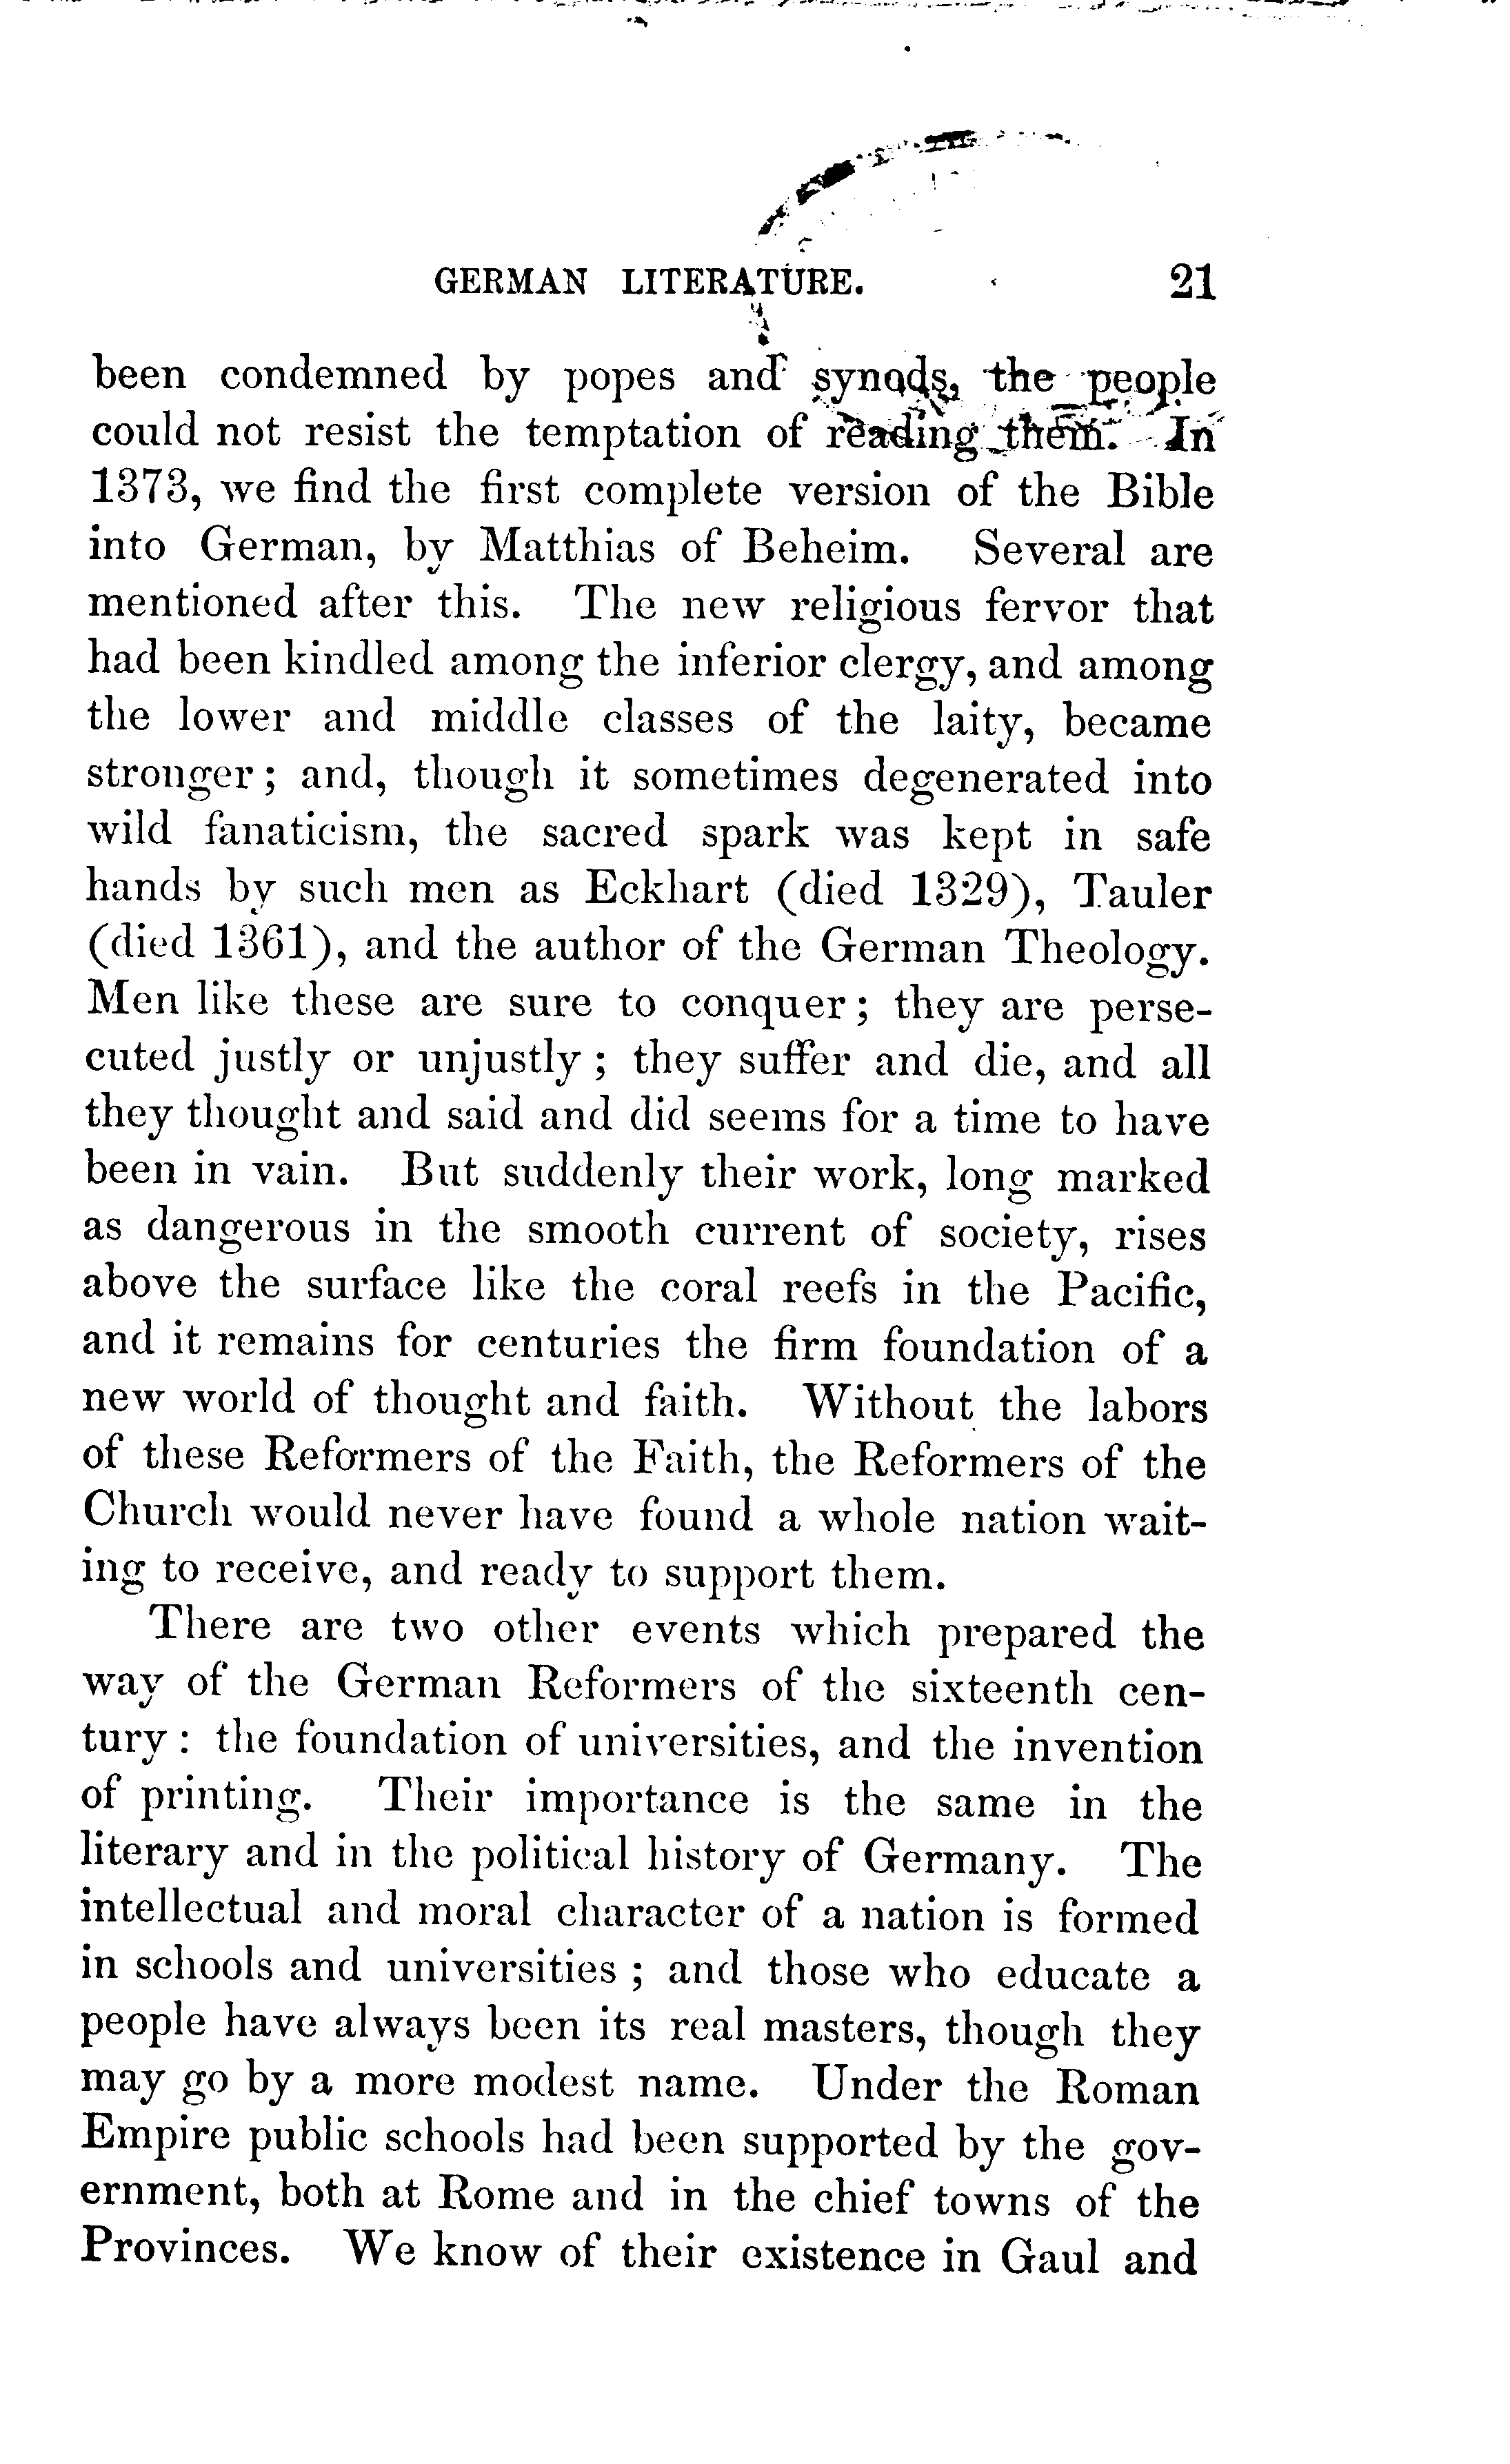 GERMAN LITERATURE. 21
been condemned by popes and synods, the people
could not resist the temptation of reading them. In
1373, we find the first complete version of the Bible
into German, by Matthias of Beheim. Several are
mentioned after this. The new religious fervor that
had been kindled among the inferior clergy, and among
the lower and middle classes of the laity, became
stronger; and, though it sometimes degenerated into
wild fanaticism, the sacred spark was kept in safe
hands by such men as Eckhart (died 1329), Tauler
(died 1361), and the author of the German Theology.
Men like these are sure to conquer; they are perse-
cuted justly or unjustly; they suffer and die, and all
they thought and said and did seems for a time to have
been in vain. But suddenly their work, long marked
as dangerous in the smooth current of society, rises
above the surface like the coral reefs in the Pacific,
and it remains for centuries the firm foundation of a
new world of thought and faith. Without the labors
of these Reformers of the Faith, the Reformers of the
Church would never have found a whole nation wait-
ing to receive, and ready to support them.
There are two other events which prepared the
way of the German Reformers of the sixteenth cen-
tury: the foundation of universities, and the invention
of printing. Their importance is the same in the
literary and in the political history of Germany. The
intellectual and moral character of a nation is formed
in schools and universities; and those who educate a
people have always been its real masters, though they
may go by a more modest name. Under the Roman
Empire public schools had been supported by the gov-
ernment, both at Rome and in the chief towns of the
Provinces. We know of their existence in Gaul and